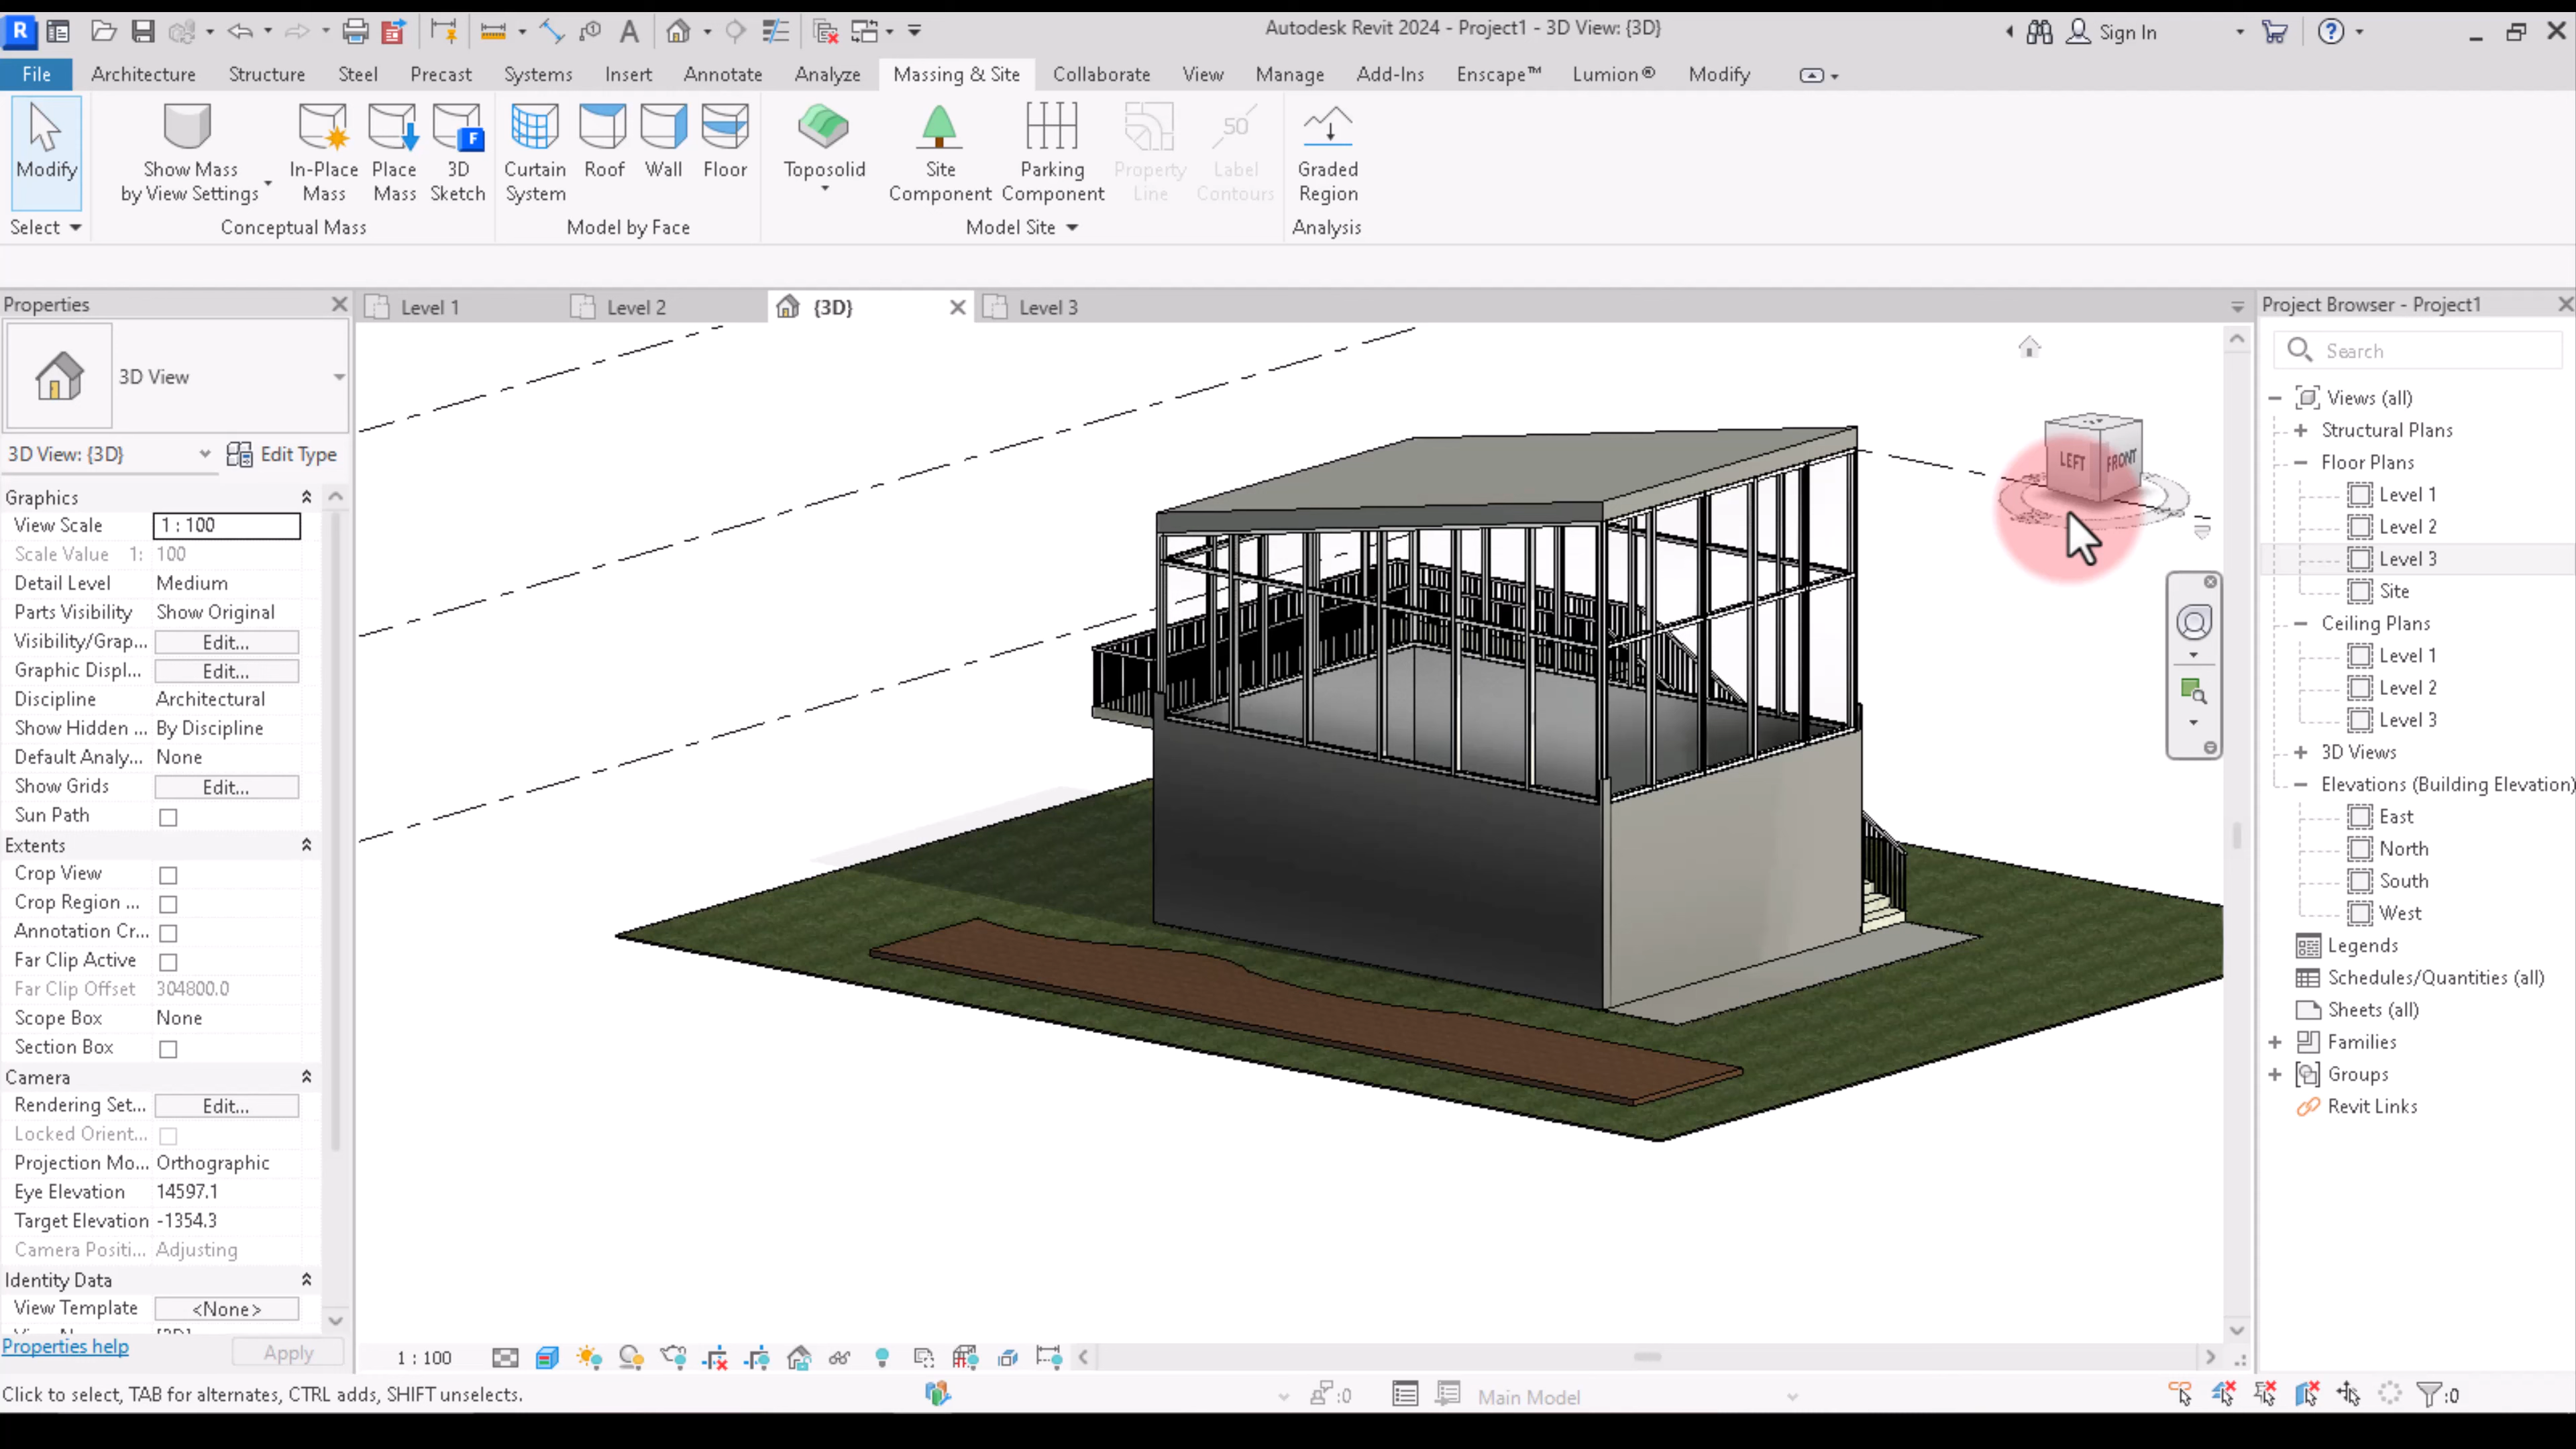 R
Autodesk Revit 2024 - Project1 - 3D View: {3D}
Sign In
File Architecture Structure Steel Precast Systems Insert Annotate Analyze Massing & Site Collaborate View Manage Add-Ins Enscape™ Lumion® Modify
Modify
Show Mass by View Settings
In-Place Mass
Place Mass
3D Sketch
Curtain System
Roof
Wall
Floor
Toposolid
Site Component
Parking Component
Property Line
50
Label Contours
Graded Region
Select
Conceptual Mass
Model by Face
Model Site
Analysis
Properties
Level 1
Level 2
{3D}
Level 3
Project Browser - Project1
3D View
3D View: {3D}
Edit Type
Graphics
View Scale 1 : 100
Scale Value 1: 100
Detail Level Medium
Parts Visibility Show Original
Visibility/Grap... Edit...
Graphic Displ... Edit...
Discipline Architectural
Show Hidden ... By Discipline
Default Analy... None
Show Grids Edit...
Sun Path
Extents
Crop View
Crop Region ...
Annotation Cr...
Far Clip Active
Far Clip Offset 304800.0
Scope Box None
Section Box
Camera
Rendering Set... Edit...
Locked Orient...
Projection Mo... Orthographic
Eye Elevation 14597.1
Target Elevation -1354.3
Camera Positi... Adjusting
Identity Data
View Template <None>
Properties help
Apply
LEFT FRONT
Search
Views (all)
Structural Plans
Floor Plans
Level 1
Level 2
Level 3
Site
Ceiling Plans
Level 1
Level 2
Level 3
3D Views
Elevations (Building Elevation)
East
North
South
West
Legends
Schedules/Quantities (all)
Sheets (all)
Families
Groups
Revit Links
1 : 100
Click to select, TAB for alternates, CTRL adds, SHIFT unselects.
:0
Main Model
:0